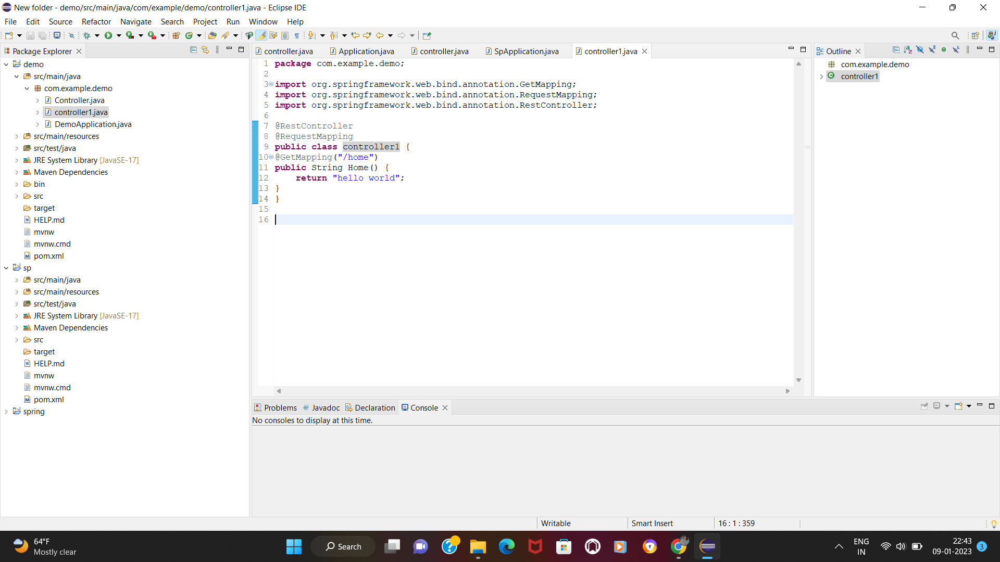 New folder - demo/src/main/java/com/example/demo/controller1.java - Eclipse IDE
File Edit Source Refactor Navigate Search Project Run Window Help
Package Explorer
demo
src/main/java
com.example.demo
Controller.java
controller1.java
DemoApplication.java
src/main/resources
src/test/java
JRE System Library [JavaSE-17]
Maven Dependencies
bin
src
target
HELP.md
mvnw
mvnw.cmd
pom.xml
sp
src/main/java
src/main/resources
src/test/java
JRE System Library [JavaSE-17]
Maven Dependencies
src
target
HELP.md
mvnw
mvnw.cmd
pom.xml
spring
controller.java Application.java controller.java SpApplication.java controller1.java
1 package com.example.demo;
2
3 import org.springframework.web.bind.annotation.GetMapping;
4 import org.springframework.web.bind.annotation.RequestMapping;
5 import org.springframework.web.bind.annotation.RestController;
6
7 @RestController
8 @RequestMapping
9 public class controller1 {
10 @GetMapping("/home")
11 public String Home() {
12 return "hello world";
13 }
14 }
15
16
Outline
com.example.demo
controller1
Problems @ Javadoc Declaration Console
No consoles to display at this time.
Writable Smart Insert 16 : 1 : 359
64°F
Mostly clear
Search
ENG
IN
22:43
09-01-2023
3